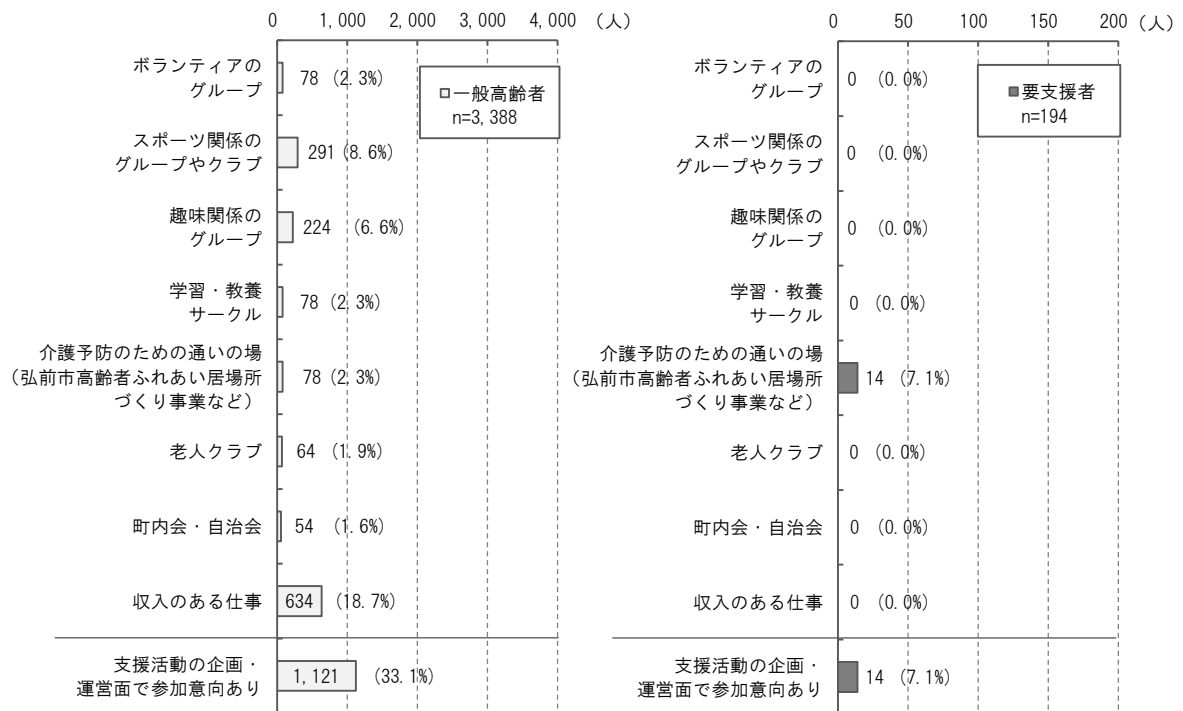 0 1,000 2,000 3,000 4,000 （人）
ボランティアの
グループ
78 (2.3%)
スポーツ関係の
グループやクラブ
291 (8.6%)
趣味関係の
グループ
224 (6.6%)
学習・教養
サークル
78 (2.3%)
介護予防のための通いの場
（弘前市高齢者ふれあい居場所
づくり事業など）
78 (2.3%)
老人クラブ
64 (1.9%)
町内会・自治会
54 (1.6%)
収入のある仕事
634 (18.7%)
支援活動の企画・
運営面で参加意向あり
1,121 (33.1%)
一般高齢者
n=3,388
0 50 100 150 200 （人）
ボランティアの
グループ
0 (0.0%)
スポーツ関係の
グループやクラブ
0 (0.0%)
趣味関係の
グループ
0 (0.0%)
学習・教養
サークル
0 (0.0%)
介護予防のための通いの場
（弘前市高齢者ふれあい居場所
づくり事業など）
14 (7.1%)
老人クラブ
0 (0.0%)
町内会・自治会
0 (0.0%)
収入のある仕事
0 (0.0%)
支援活動の企画・
運営面で参加意向あり
14 (7.1%)
要支援者
n=194